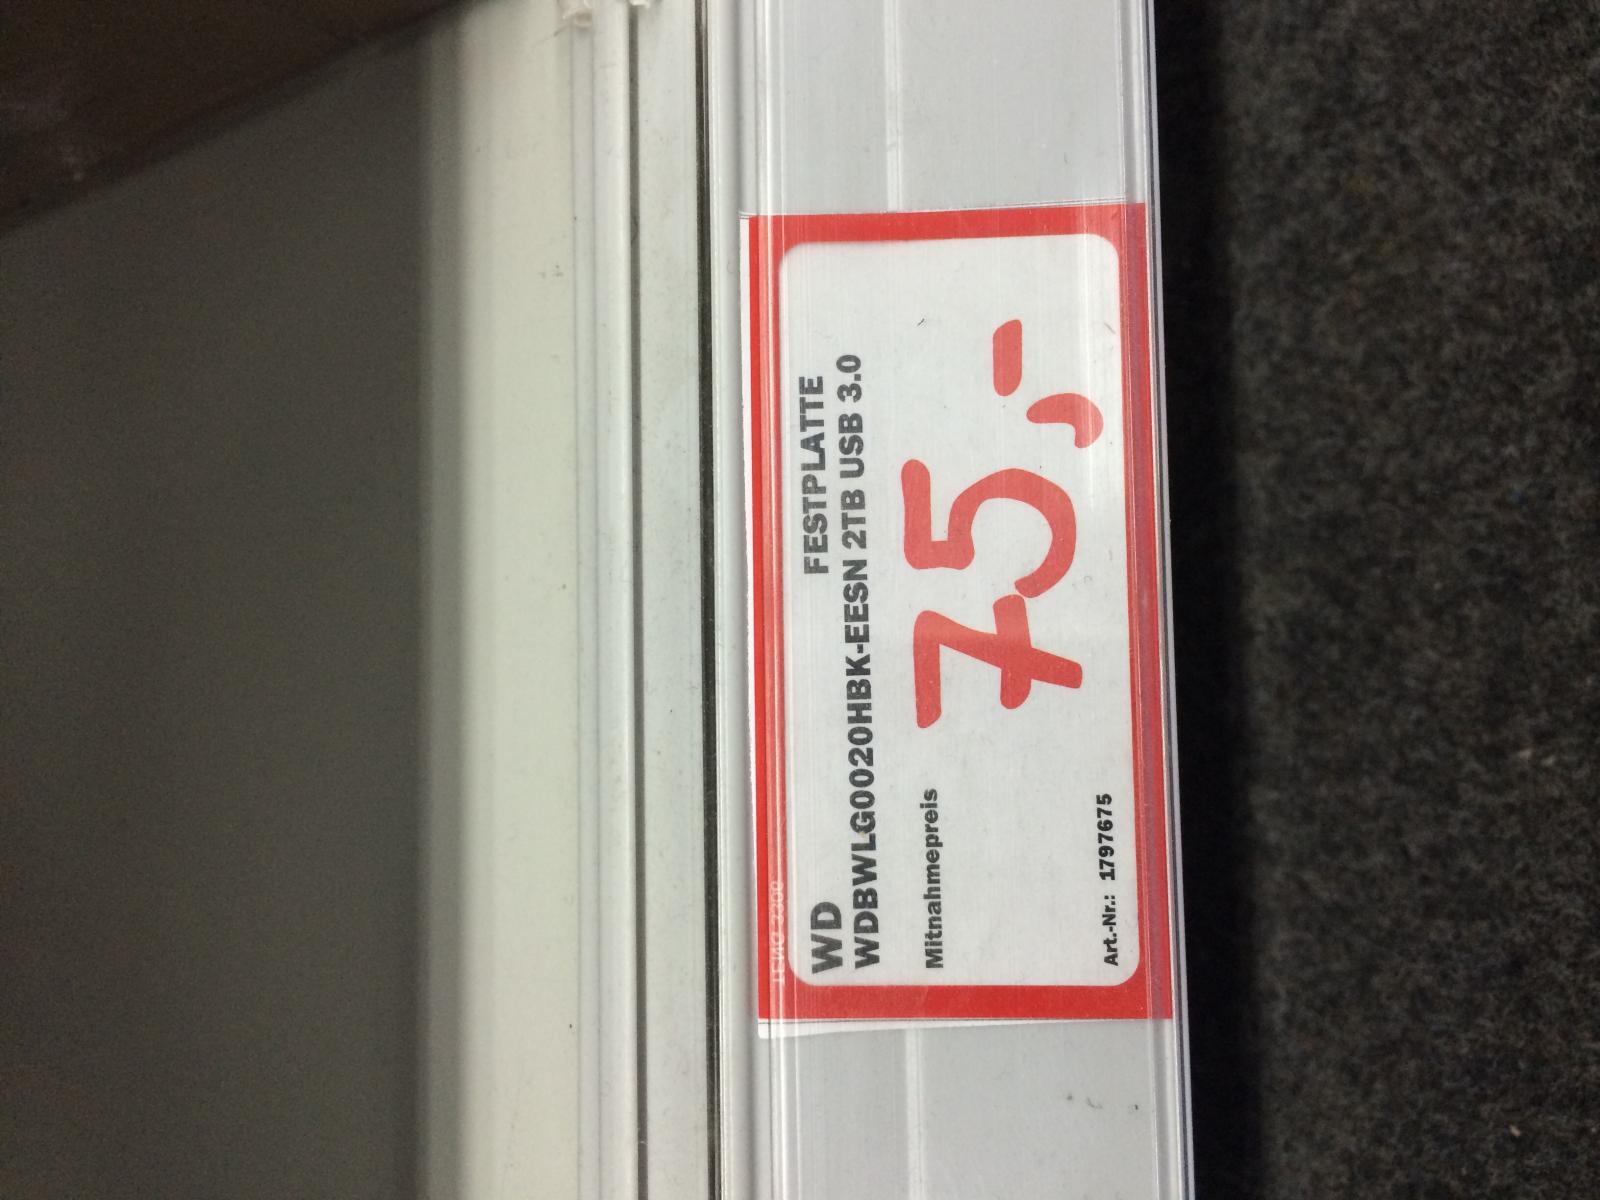 WD FESTPLATTE
WDBWLG0020HBK-EESN 2TB USB 3.0
Mitnahmepreis
75,-
Art.-Nr.: 1797675